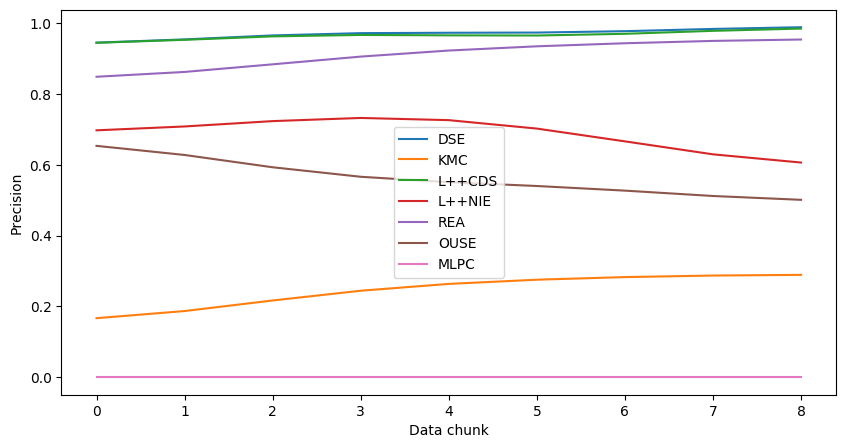 1.0
0.8
0.6
0.4
0.2
0.0
Precision
DSE
KMC
L++CDS
L++NIE
REA
OUSE
MLPC
0 1 2 3 4 5 6 7 8
Data chunk